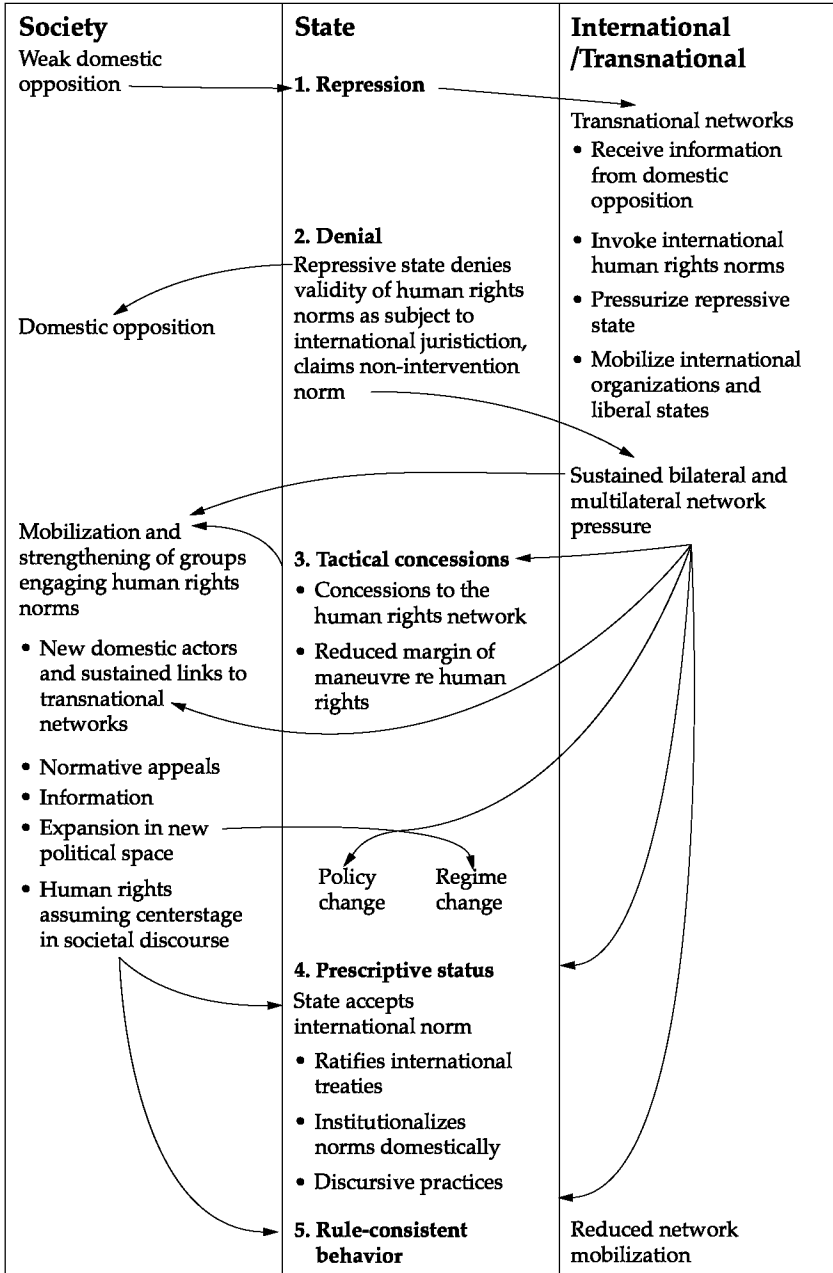 Society
Weak domestic
opposition
Domestic opposition
Mobilization and
strengthening of groups
engaging human rights
norms
• New domestic actors
and sustained links to
transnational
networks
• Normative appeals
• Information
• Expansion in new
political space
• Human rights
assuming centerstage
in societal discourse
State
1. Repression
2. Denial
Repressive state denies
validity of human rights
norms as subject to
international juristiction,
claims non-intervention
norm
3. Tactical concessions
• Concessions to the
human rights network
• Reduced margin of
maneuvre re human
rights
Policy
change
Regime
change
4. Prescriptive status
State accepts
international norm
• Ratifies international
treaties
• Institutionalizes
norms domestically
• Discursive practices
5. Rule-consistent
behavior
International
/Transnational
Transnational networks
• Receive information
from domestic
opposition
• Invoke international
human rights norms
• Pressurize repressive
state
• Mobilize international
organizations and
liberal states
Sustained bilateral and
multilateral network
pressure
Reduced network
mobilization